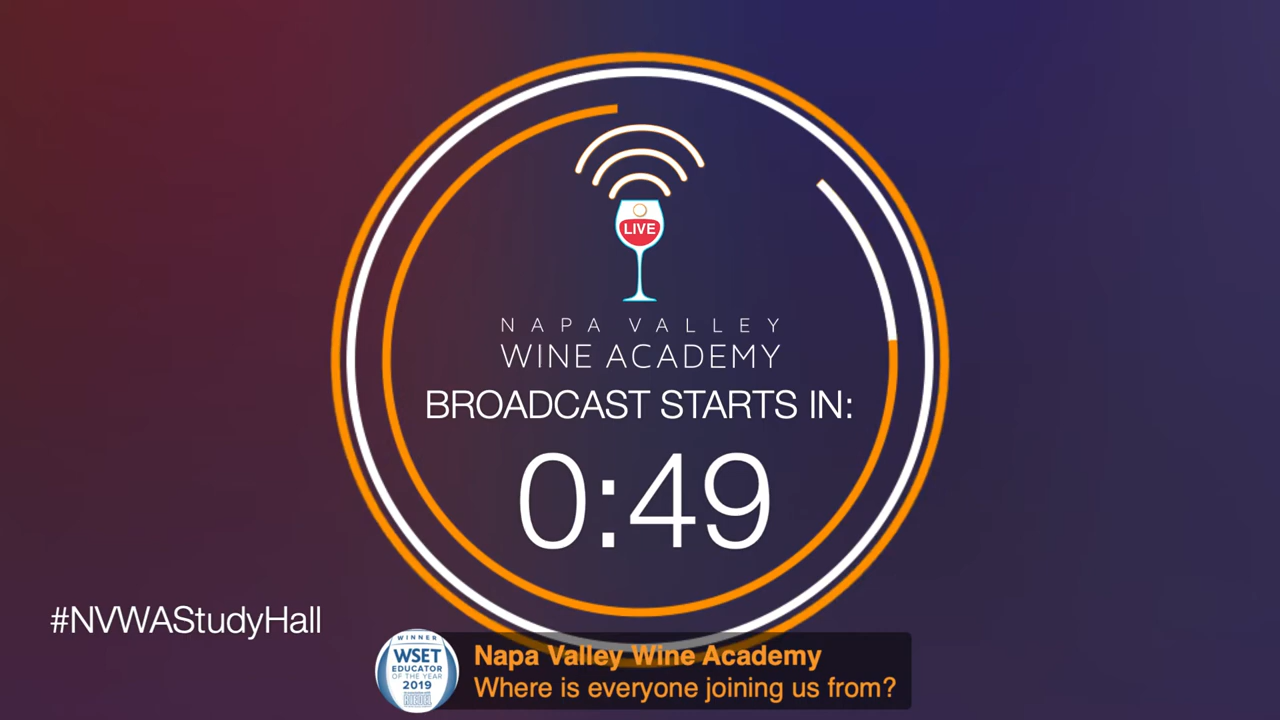 LIVE
NAPA VALLEY
WINE ACADEMY
BROADCAST STARTS IN:
0:49
#NVWAStudyHall
WINNER
WSET
EDUCATOR
OF THE YEAR
2019
Napa Valley Wine Academy
Where is everyone joining us from?